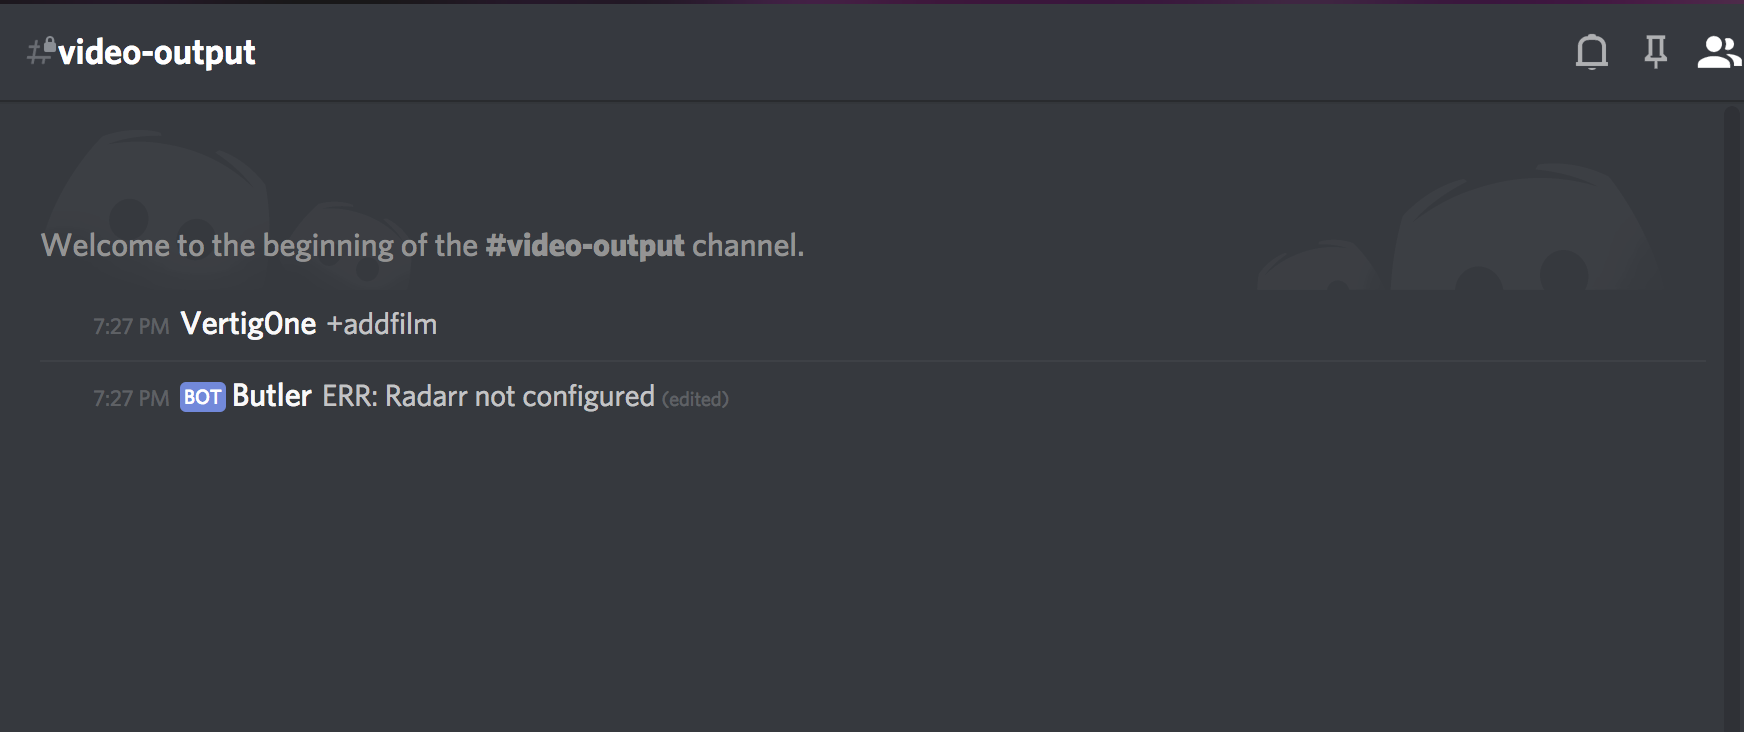 #video-output
Welcome to the beginning of the #video-output channel.
7:27 PM Vertig0ne +addfilm
7:27 PM BOT Butler ERR: Radarr not configured (edited)